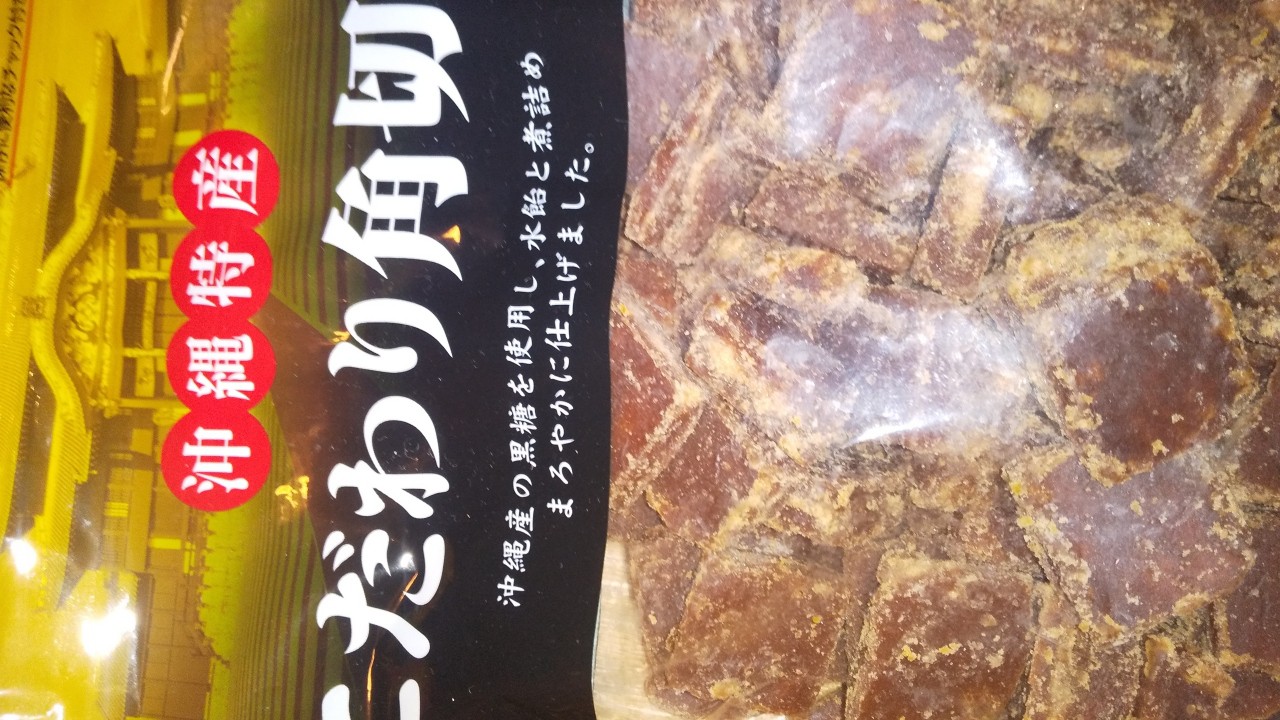 沖縄特産
こだわり角切
沖縄産の黒糖を使用し、水飴と煮詰め
まろやかに仕上げました。